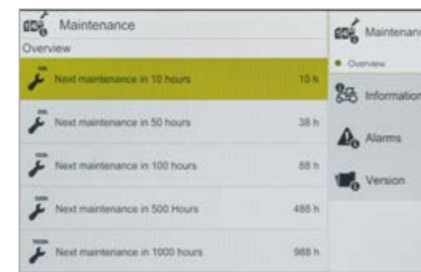 Maintenance
Overview
Next maintenance in 10 hours 10 h
Next maintenance in 50 hours 38 h
Next maintenance in 100 hours 88 h
Next maintenance in 500 Hours 488 h
Next maintenance in 1000 hours 988 h
Maintenanc
Overview
Information
Alarms
Version